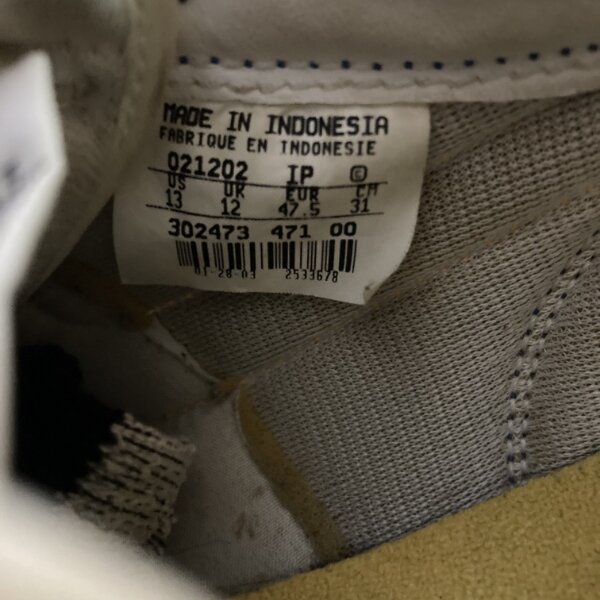 MADE IN INDONESIA
FABRIQUE EN INDONESIE
021202 IP ©
US UK EUR CM
13 12 47.5 31
302473 471 00
01-28-03 2533678